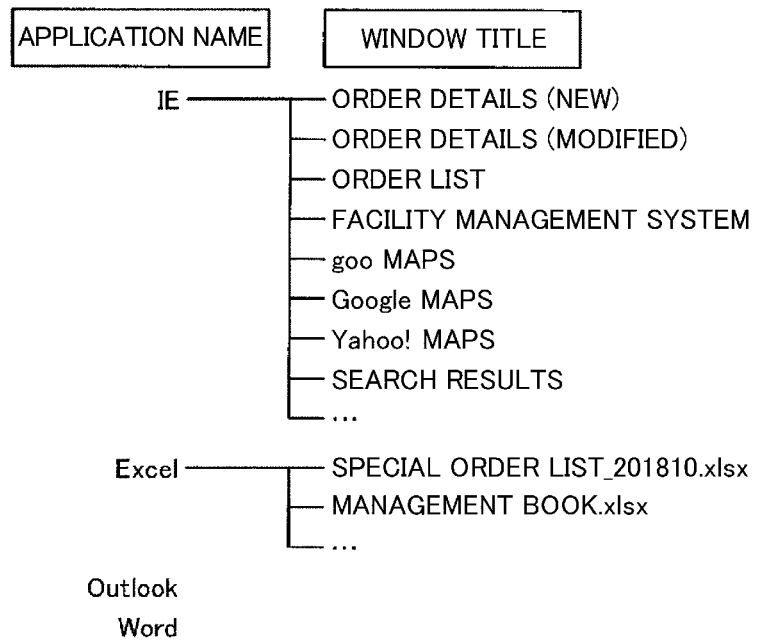 APPLICATION NAME WINDOW TITLE
IE ORDER DETAILS (NEW)
ORDER DETAILS (MODIFIED)
ORDER LIST
FACILITY MANAGEMENT SYSTEM
goo MAPS
Google MAPS
Yahoo! MAPS
SEARCH RESULTS
...
Excel SPECIAL ORDER LIST_201810.xlsx
MANAGEMENT BOOK.xlsx
...
Outlook
Word